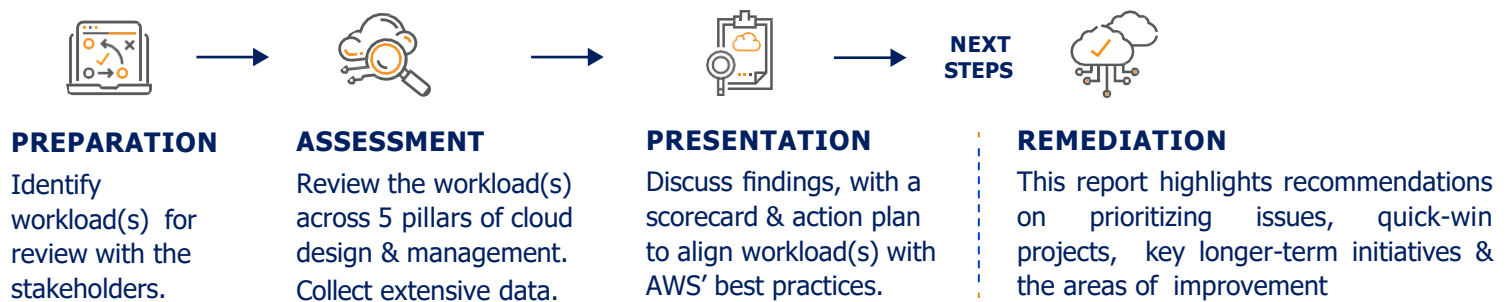 NEXT
STEPS
PREPARATION
Identify
workload(s) for
review with the
stakeholders.
ASSESSMENT
Review the workload(s)
across 5 pillars of cloud
design & management.
Collect extensive data.
PRESENTATION
Discuss findings, with a
scorecard & action plan
to align workload(s) with
AWS’ best practices.
REMEDIATION
This report highlights recommendations
on prioritizing issues, quick-win
projects, key longer-term initiatives &
the areas of improvement